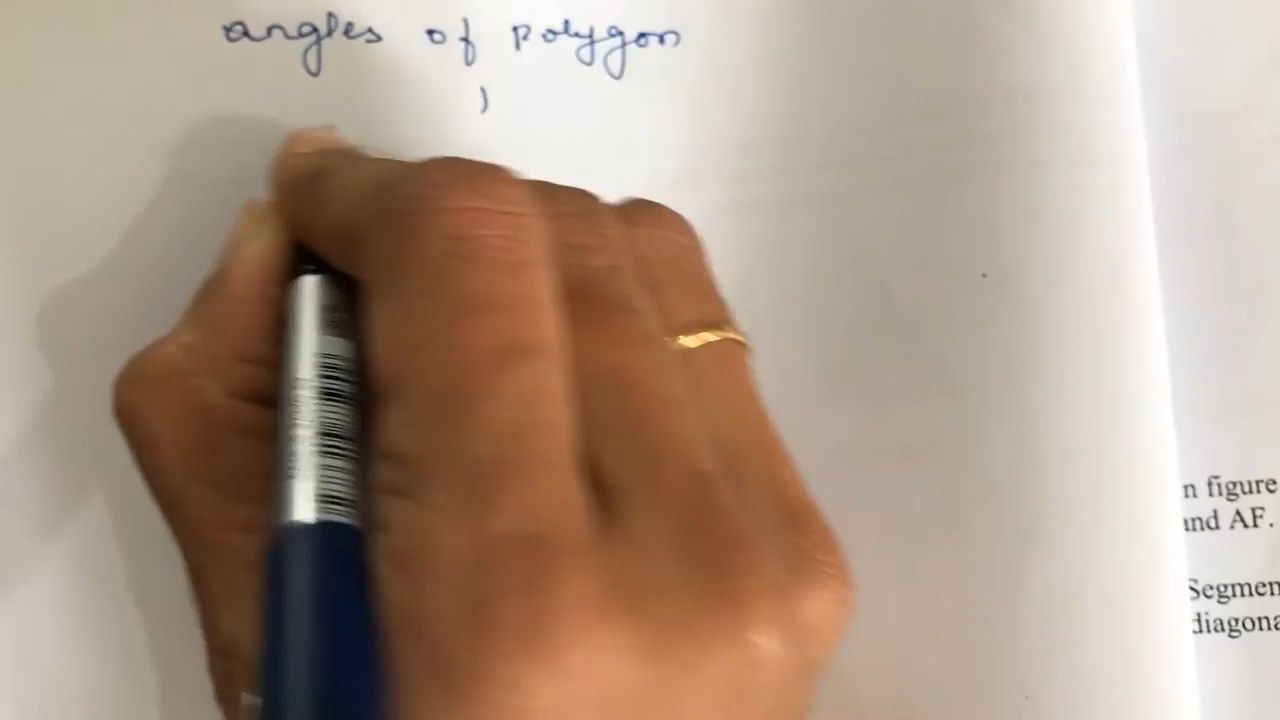 angles of polygon
)
n figure
and AF.
Segmen
diagona